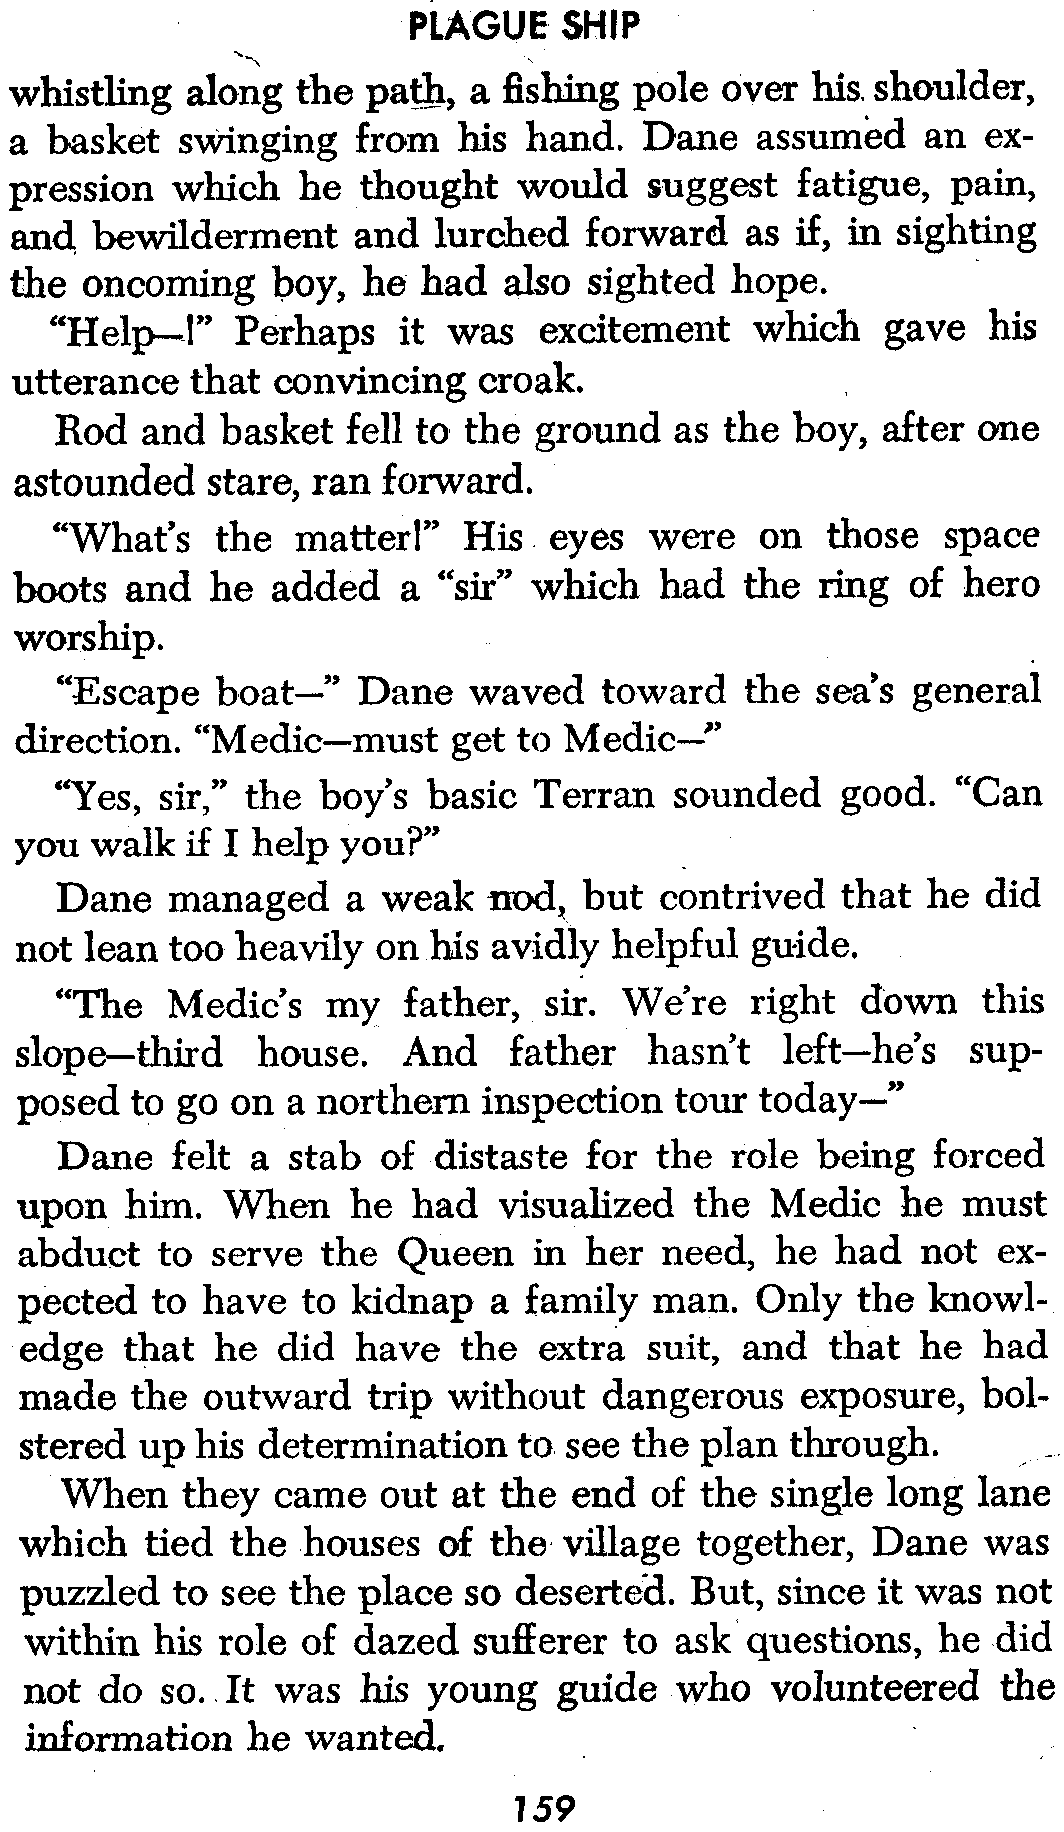 PLAGUE SHIP
whistling along the path, a fishing pole over his shoulder,
a basket swinging from his hand. Dane assumed an ex-
pression which he thought would suggest fatigue, pain,
and bewilderment and lurched forward as if, in sighting
the oncoming boy, he had also sighted hope.
“Help—!” Perhaps it was excitement which gave his
utterance that convincing croak.
Rod and basket fell to the ground as the boy, after one
astounded stare, ran forward.
“What’s the matter!” His eyes were on those space
boots and he added a “sir” which had the ring of hero
worship.
“Escape boat—” Dane waved toward the sea’s general
direction. “Medic—must get to Medic—”
“Yes, sir,” the boy’s basic Terran sounded good. “Can
you walk if I help you?”
Dane managed a weak nod, but contrived that he did
not lean too heavily on his avidly helpful guide.
“The Medic’s my father, sir. We’re right down this
slope—third house. And father hasn’t left—he’s sup-
posed to go on a northern inspection tour today—”
Dane felt a stab of distaste for the role being forced
upon him. When he had visualized the Medic he must
abduct to serve the Queen in her need, he had not ex-
pected to have to kidnap a family man. Only the knowl-
edge that he did have the extra suit, and that he had
made the outward trip without dangerous exposure, bol-
stered up his determination to see the plan through.
When they came out at the end of the single long lane
which tied the houses of the village together, Dane was
puzzled to see the place so deserted. But, since it was not
within his role of dazed sufferer to ask questions, he did
not do so. It was his young guide who volunteered the
information he wanted.
159